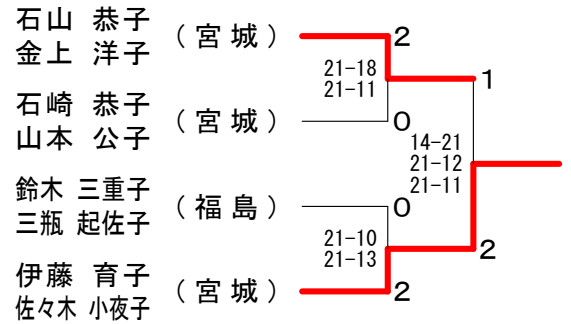 石山 恭子
金上 洋子
(宮城)
2
21-18
21-11
1
石崎 恭子
山本 公子
(宮城)
0
14-21
21-12
21-11
鈴木 三重子
三瓶 起佐子
(福島)
0
21-10
21-13
2
伊藤 育子
佐々木 小夜子
(宮城)
2